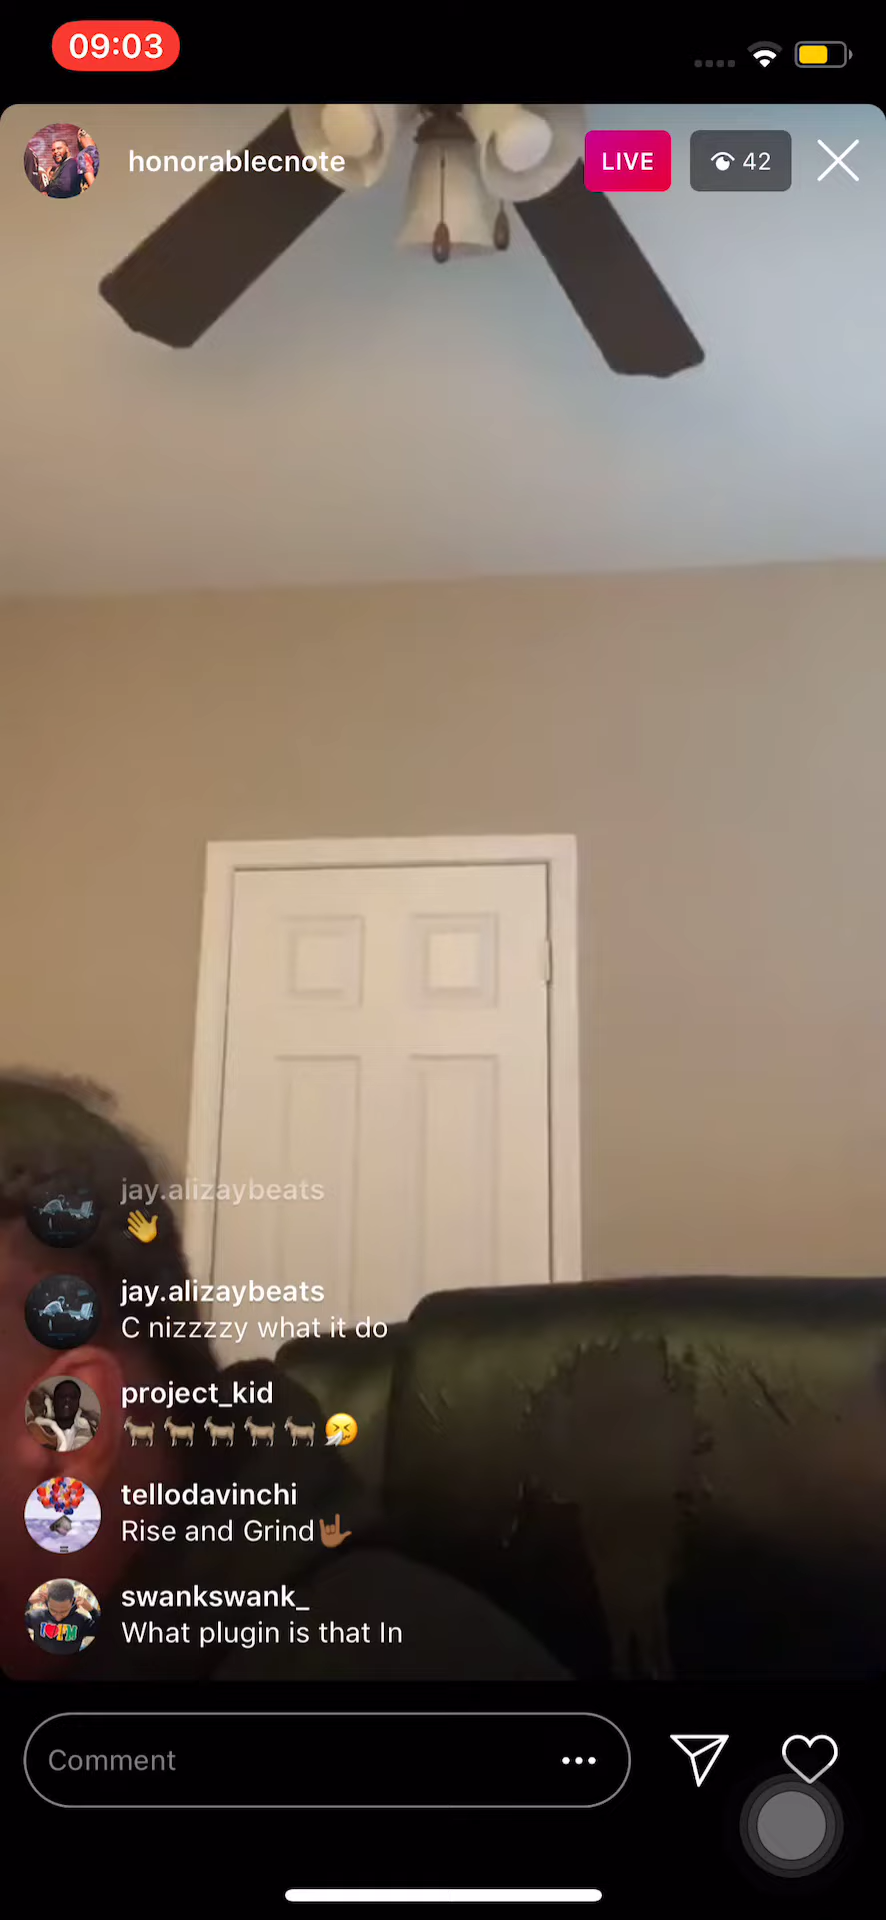 09:03
honorablecnote
LIVE
42
jay.alizaybeats
👋
jay.alizaybeats
C nizzzzy what it do
project_kid
🐐🐐🐐🐐🐐🤧
tellodavinchi
Rise and Grind🤟🏽
swankswank_
What plugin is that In
Comment